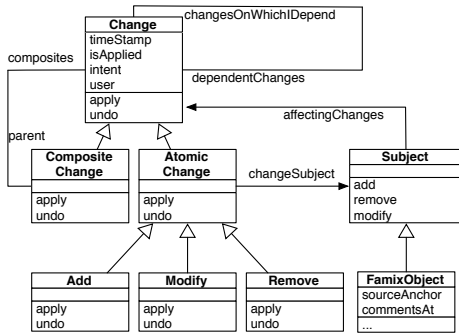 Change
changesOnWhichIDepend
timeStamp
isApplied
intent
user
composites
dependentChanges
apply
undo
affectingChanges
parent
Composite
Change
Atomic
Change
Subject
changeSubject
apply
undo
apply
undo
add
remove
modify
Add
Modify
Remove
FamixObject
sourceAnchor
commentsAt
apply
undo
apply
undo
apply
undo
...